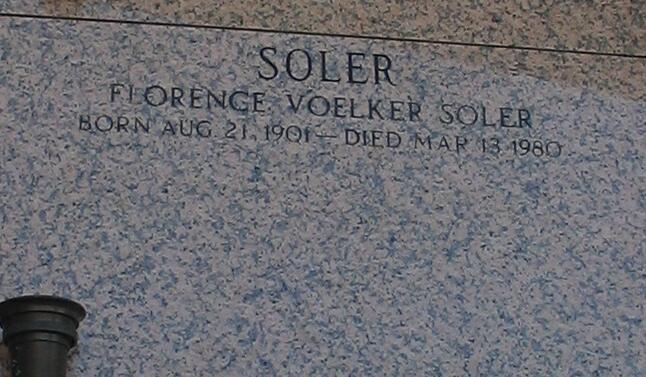 SOLER
FLORENCE VOELKER SOLER
BORN AUG. 21, 1901 — DIED MAR 13 1980